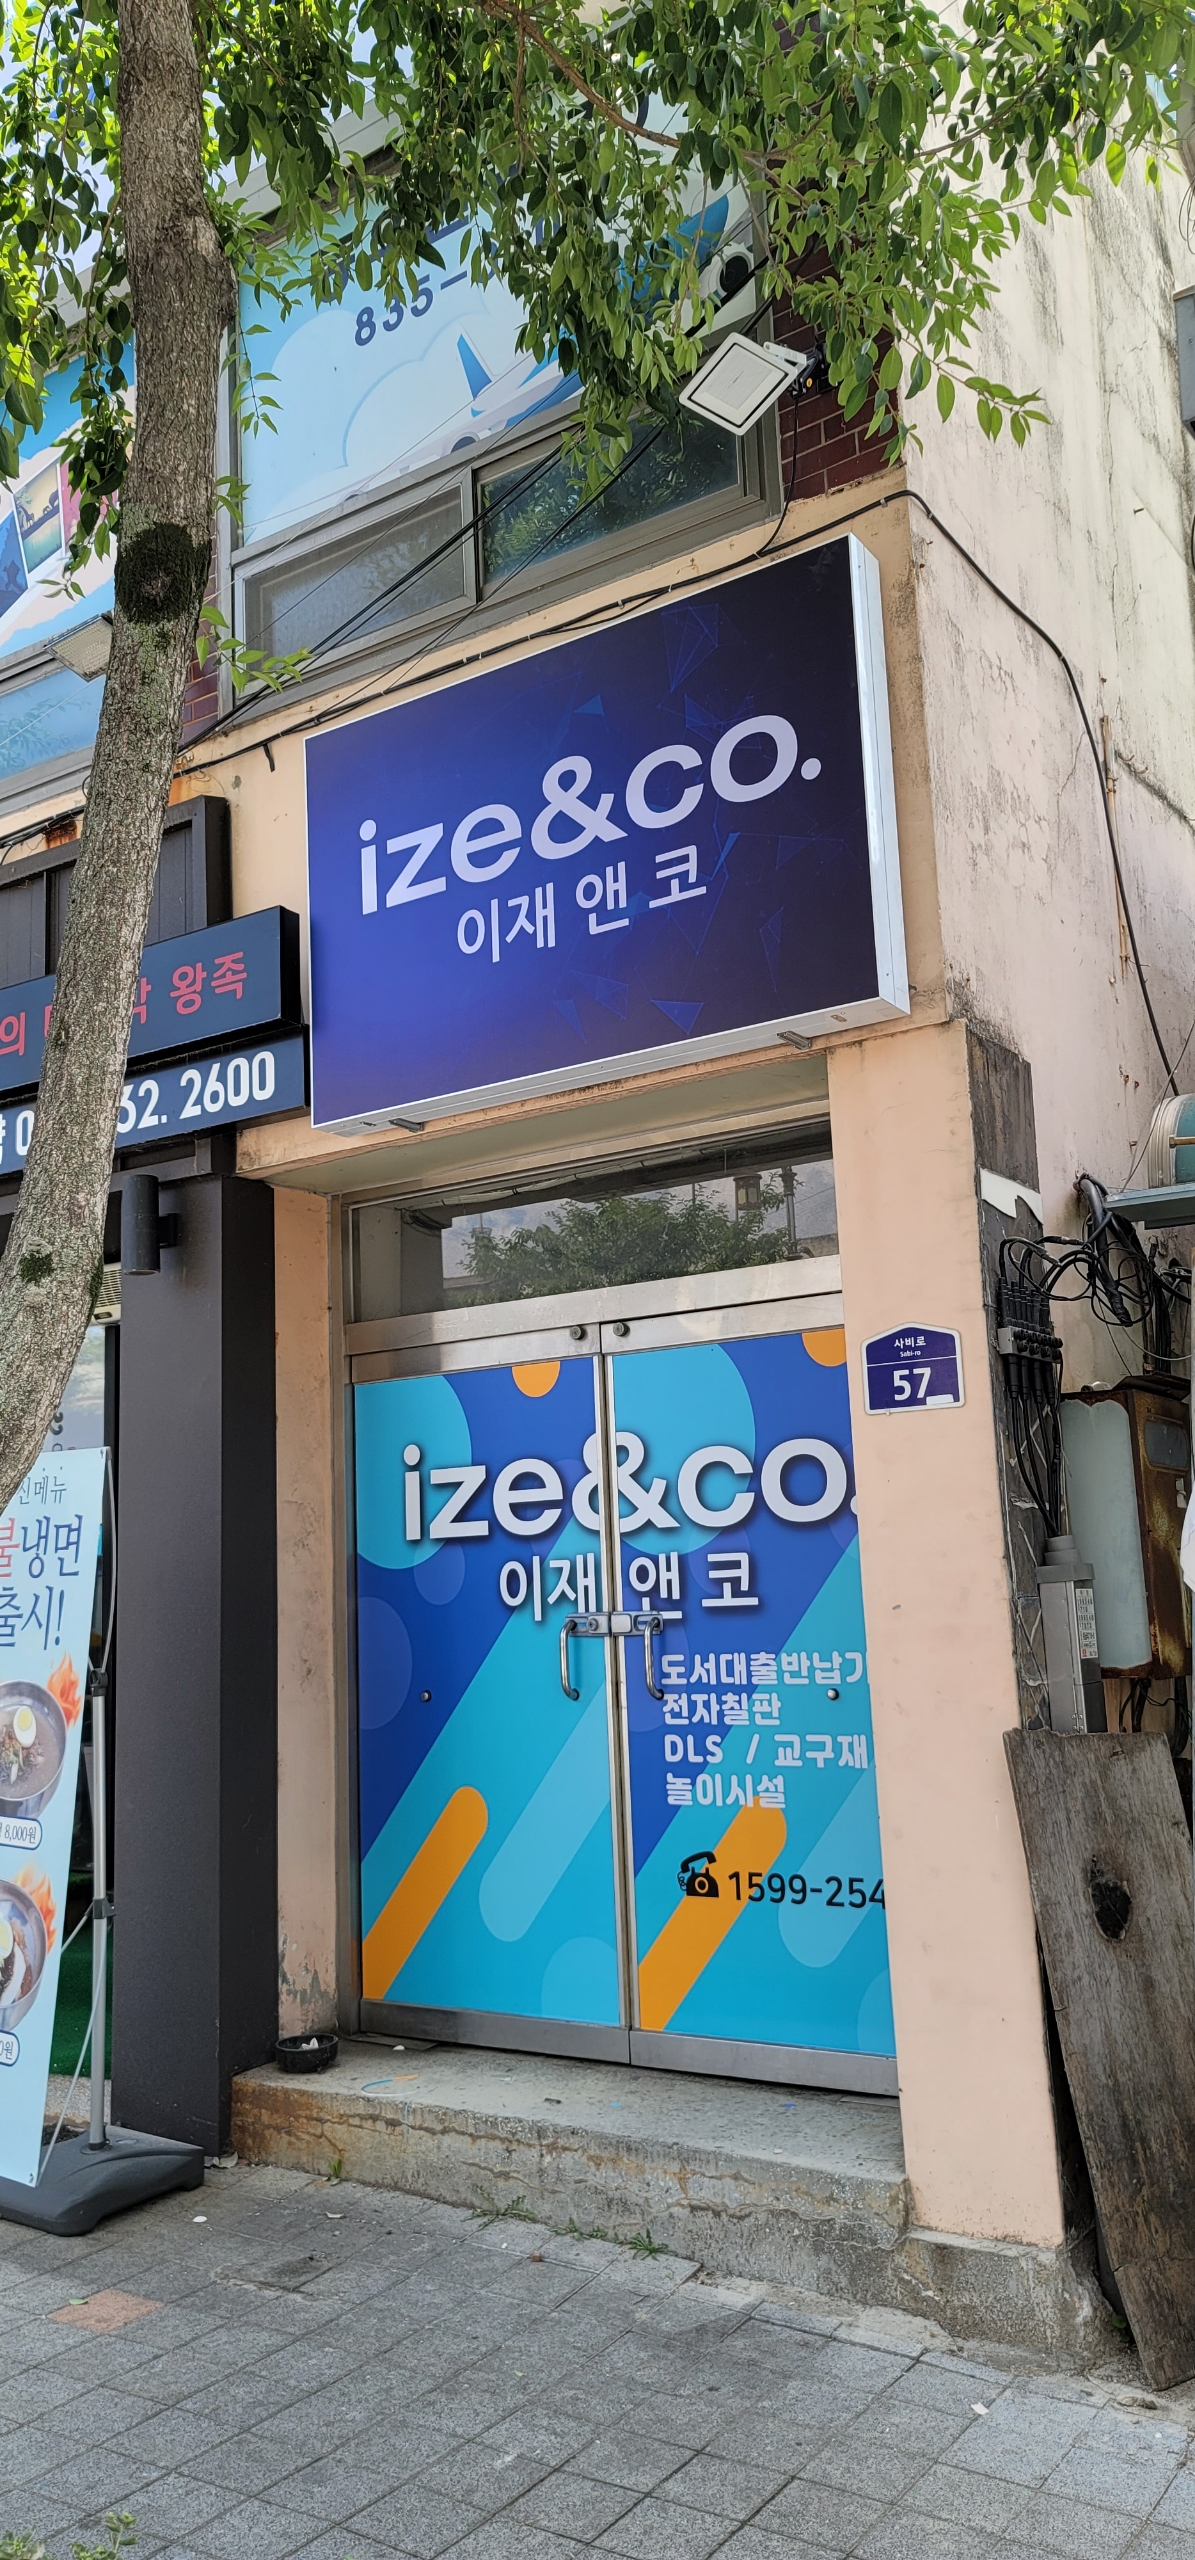 835-
ize&co.
이재 앤 코
왕족
2600
사비로
Sabi-ro
57
ize&co.
이재 앤 코
도서대출반납기
전자칠판
DLS / 교구재
놀이시설
1599-254
신메뉴
불냉면
출시!
8,000원